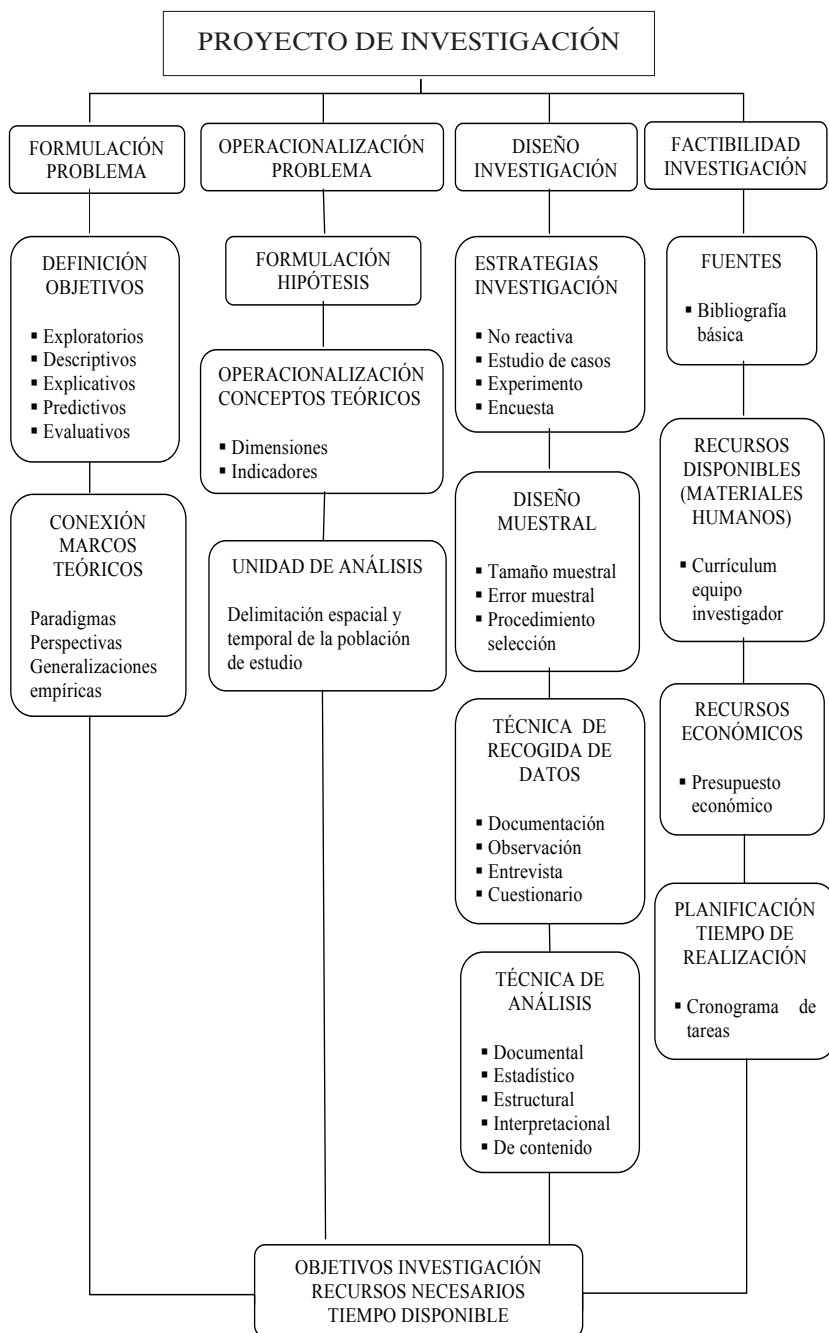 PROYECTO DE INVESTIGACIÓN
FORMULACIÓN
PROBLEMA
OPERACIONALIZACIÓN
PROBLEMA
DISEÑO
INVESTIGACIÓN
FACTIBILIDAD
INVESTIGACIÓN
DEFINICIÓN
OBJETIVOS
▪ Exploratorios
▪ Descriptivos
▪ Explicativos
▪ Predictivos
▪ Evaluativos
CONEXIÓN
MARCOS
TEÓRICOS
Paradigmas
Perspectivas
Generalizaciones
empíricas
FORMULACIÓN
HIPÓTESIS
OPERACIONALIZACIÓN
CONCEPTOS TEÓRICOS
▪ Dimensiones
▪ Indicadores
UNIDAD DE ANÁLISIS
Delimitación espacial y
temporal de la población
de estudio
ESTRATEGIAS
INVESTIGACIÓN
▪ No reactiva
▪ Estudio de casos
▪ Experimento
▪ Encuesta
DISEÑO
MUESTRAL
▪ Tamaño muestral
▪ Error muestral
▪ Procedimiento
selección
TÉCNICA DE
RECOGIDA DE
DATOS
▪ Documentación
▪ Observación
▪ Entrevista
▪ Cuestionario
TÉCNICA DE
ANÁLISIS
▪ Documental
▪ Estadístico
▪ Estructural
▪ Interpretacional
▪ De contenido
FUENTES
▪ Bibliografía
básica
RECURSOS
DISPONIBLES
(MATERIALES
HUMANOS)
▪ Currículum
equipo
investigador
RECURSOS
ECONÓMICOS
▪ Presupuesto
económico
PLANIFICACIÓN
TIEMPO DE
REALIZACIÓN
▪ Cronograma de
tareas
OBJETIVOS INVESTIGACIÓN
RECURSOS NECESARIOS
TIEMPO DISPONIBLE